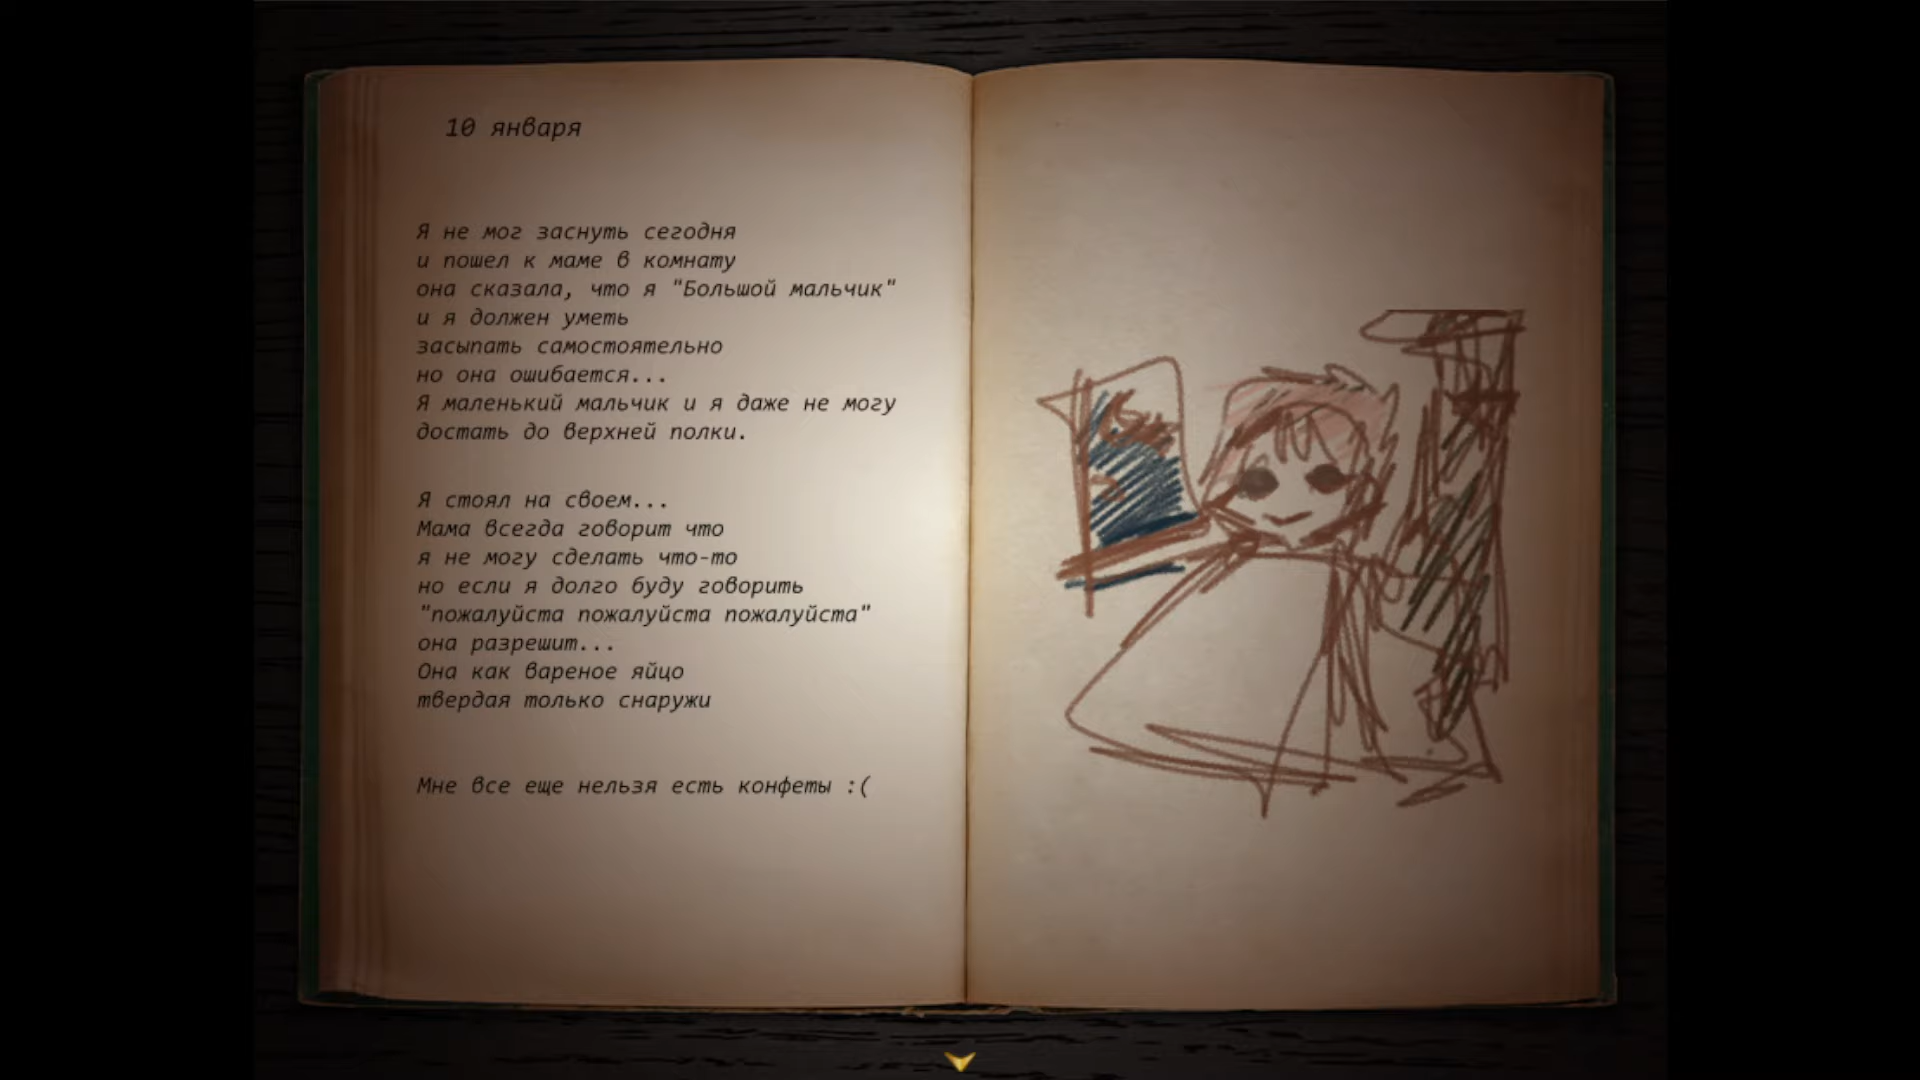 10 января
Я не мог заснуть сегодня
и пошел к маме в комнату
она сказала, что я "Большой мальчик"
и я должен уметь
засыпать самостоятельно
но она ошибается...
Я маленький мальчик и я даже не могу
достать до верхней полки.
Я стоял на своем...
Мама всегда говорит что
я не могу сделать что-то
но если я долго буду говорить
"пожалуйста пожалуйста пожалуйста"
она разрешит...
Она как вареное яйцо
твердая только снаружи
Мне все еще нельзя есть конфеты :(